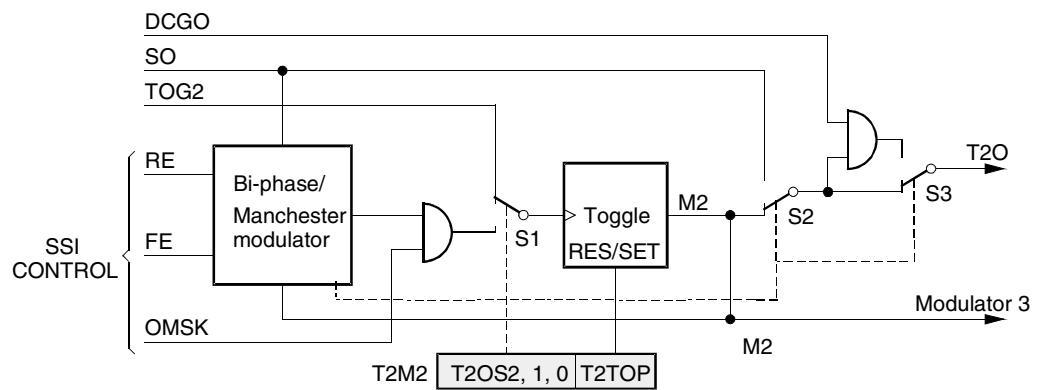 DCGO
SO
TOG2
RE
FE
SSI
CONTROL
OMSK
Bi-phase/
Manchester
modulator
S1
Toggle
RES/SET
M2
S2
S3
T2O
Modulator 3
M2
T2M2
T2OS2, 1, 0
T2TOP